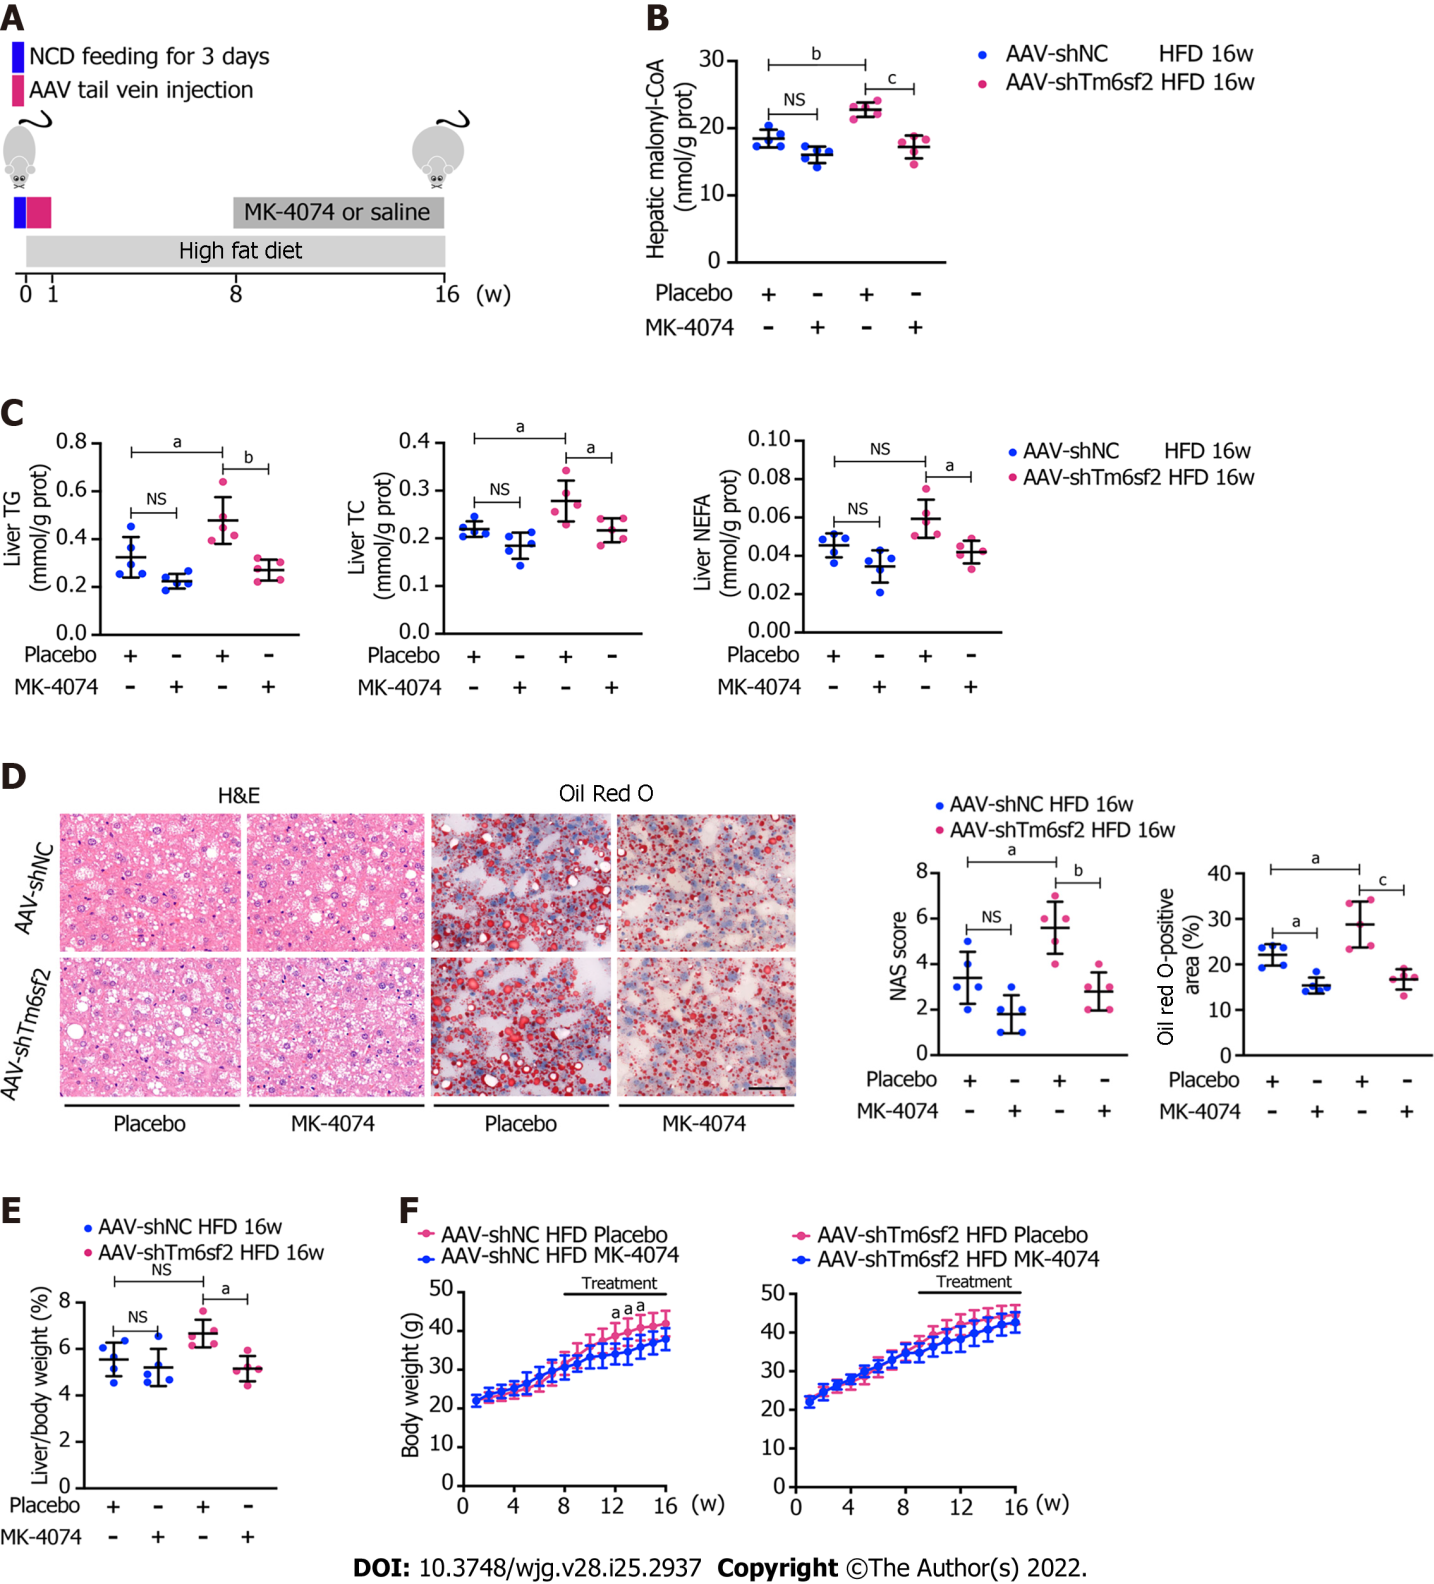 A
NCD feeding for 3 days
AAV tail vein injection
MK-4074 or saline
High fat diet
0 1 8 16 (w)
B
AAV-shNC HFD 16w
AAV-shTm6sf2 HFD 16w
Hepatic malonyl-CoA
(nmol/g prot)
30
20
10
0
b
c
NS
Placebo + - + -
MK-4074 - + - +
C
Liver TG
(mmol/g prot)
0.8
0.6
0.4
0.2
0.0
a
b
NS
Placebo + - + -
MK-4074 - + - +
Liver TC
(mmol/g prot)
0.4
0.3
0.2
0.1
0.0
a
a
NS
Placebo + - + -
MK-4074 - + - +
Liver NEFA
(mmol/g prot)
0.10
0.08
0.06
0.04
0.02
0.00
NS
a
NS
Placebo + - + -
MK-4074 - + - +
AAV-shNC HFD 16w
AAV-shTm6sf2 HFD 16w
D
H&E Oil Red O
AAV-shNC
AAV-shTm6sf2
Placebo MK-4074 Placebo MK-4074
AAV-shNC HFD 16w
AAV-shTm6sf2 HFD 16w
NAS score
8
6
4
2
0
a
b
NS
Placebo + - + -
MK-4074 - + - +
Oil red O-positive
area (%)
40
30
20
10
0
a
c
a
Placebo + - + -
MK-4074 - + - +
E
AAV-shNC HFD 16w
AAV-shTm6sf2 HFD 16w
Liver/body weight (%)
8
6
4
2
0
NS
a
NS
Placebo + - + -
MK-4074 - + - +
F
AAV-shNC HFD Placebo
AAV-shNC HFD MK-4074
Treatment
a a a
Body weight (g)
50
40
30
20
10
0
0 4 8 12 16 (w)
AAV-shTm6sf2 HFD Placebo
AAV-shTm6sf2 HFD MK-4074
Treatment
50
40
30
20
10
0
0 4 8 12 16 (w)
DOI: 10.3748/wjg.v28.i25.2937 Copyright ©The Author(s) 2022.